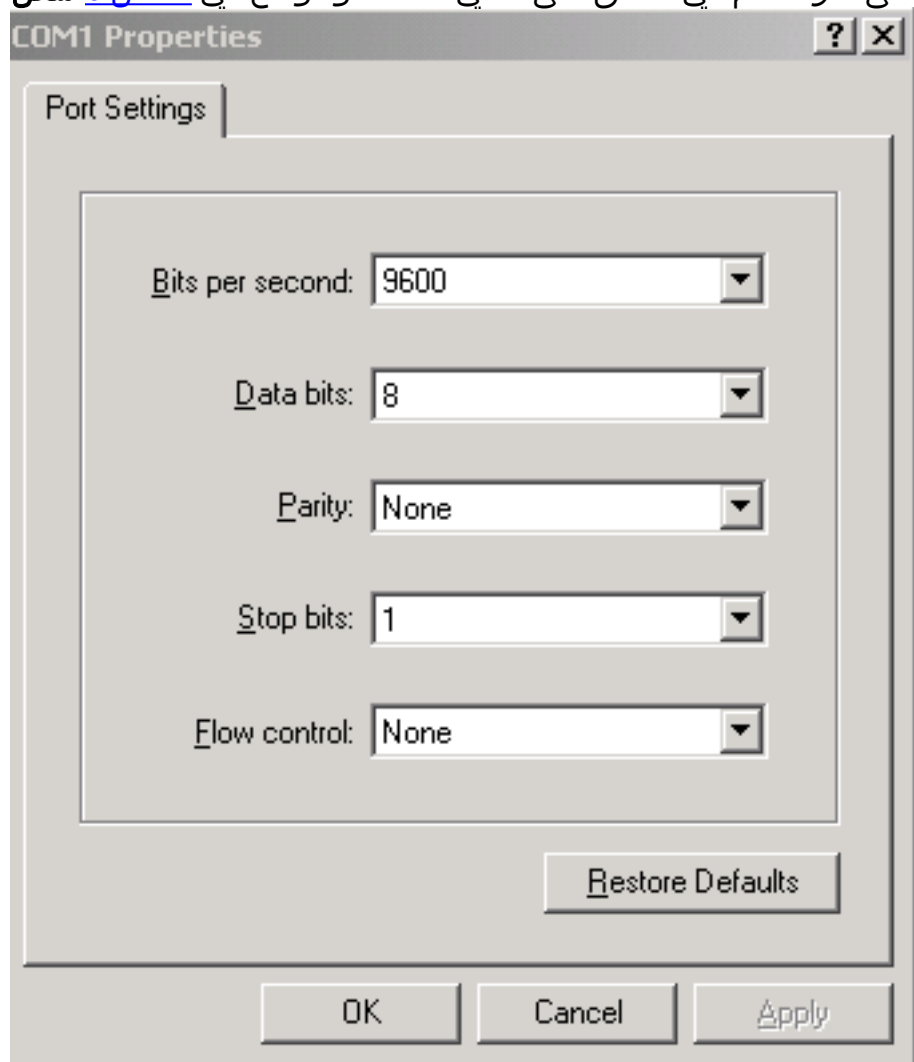 COM1 Properties
Port Settings
Bits per second: 9600
Data bits: 8
Parity: None
Stop bits: 1
Flow control: None
Restore Defaults
OK Cancel Apply